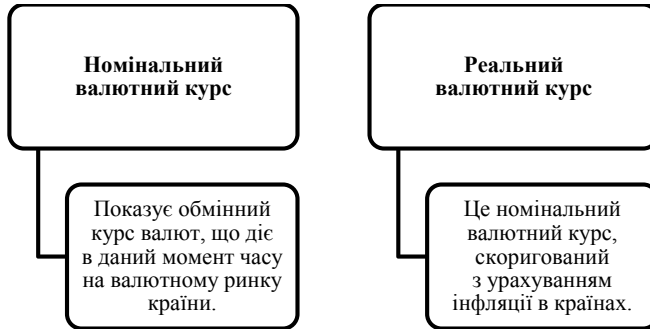 Номінальний
валютний курс
Показує обмінний
курс валют, що діє
в даний момент часу
на валютному ринку
країни.
Реальний
валютний курс
Це номінальний
валютний курс,
скоригований
з урахуванням
інфляції в країнах.